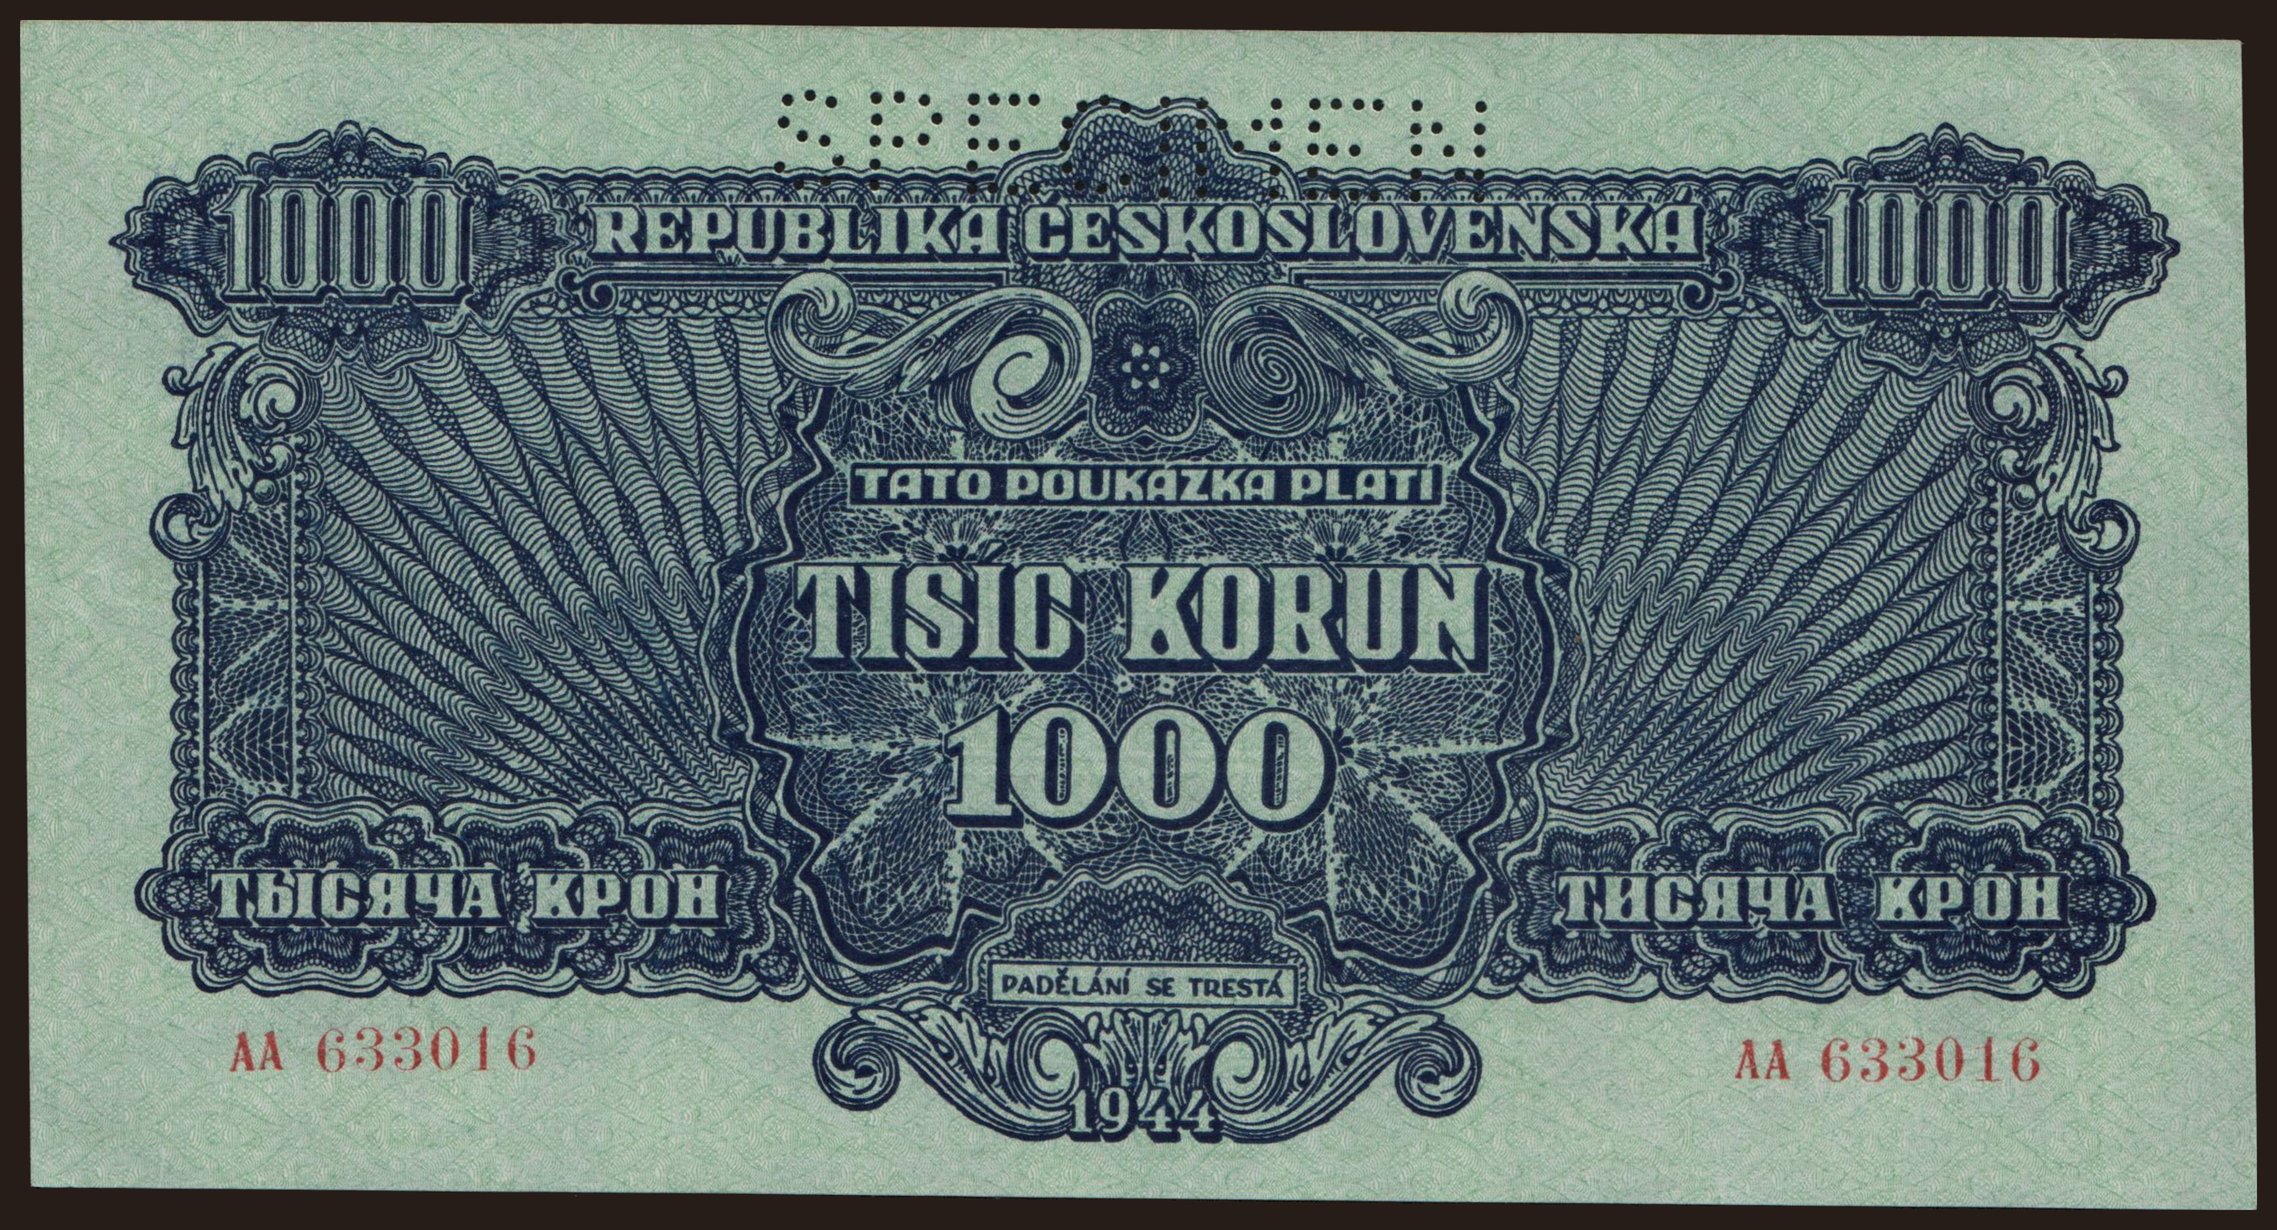 SPECIMEN
1000 REPUBLIKA ČESKOSLOVENSKÁ 1000
TATO POUKÁZKA PLATÍ
TISÍC KORUN
1000
ТЫСЯЧА КРОН ТИСЯЧА КРОН
PADĚLÁNÍ SE TRESTÁ
AA 633016 AA 633016
1944